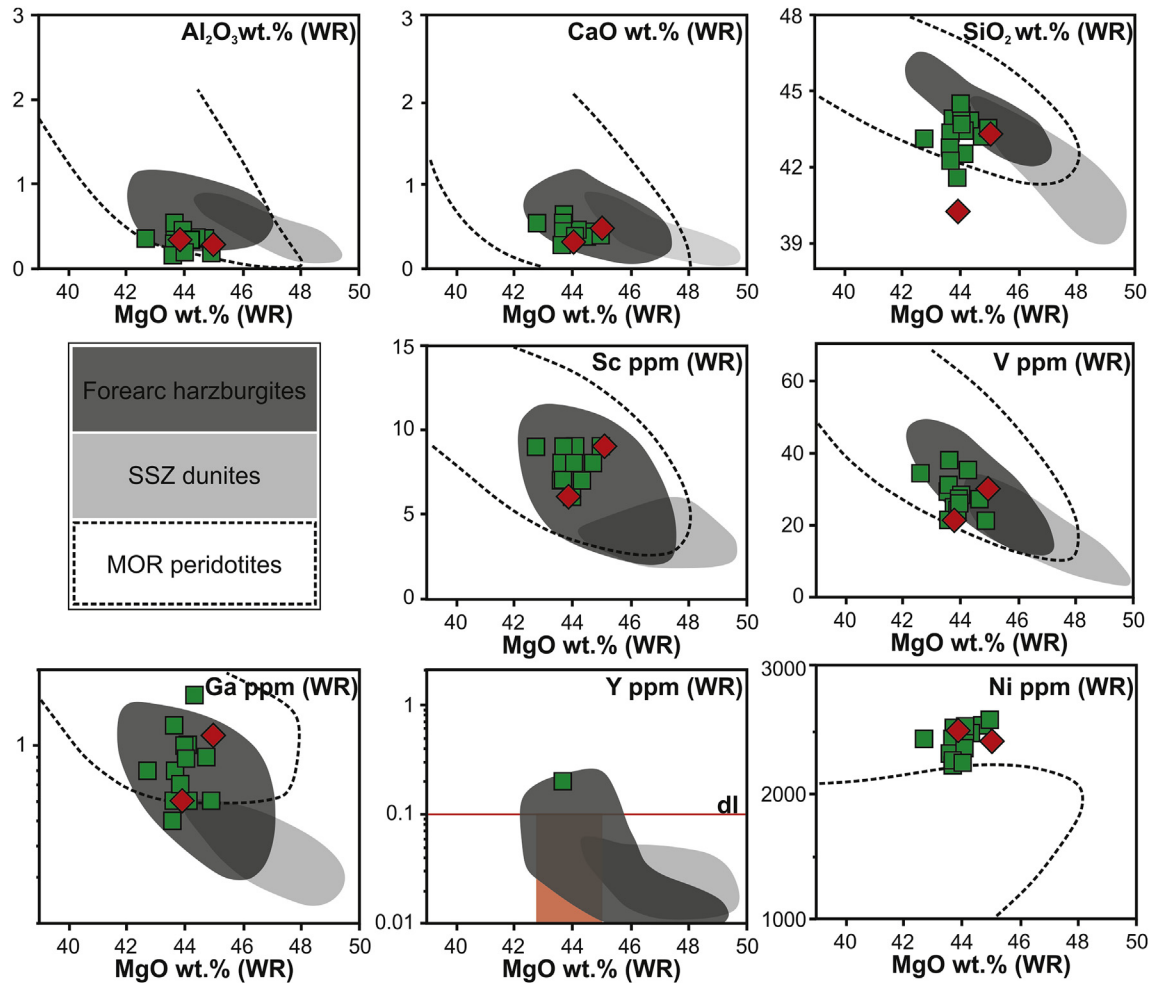 Al₂O₃wt.% (WR)
3
2
1
0
40 42 44 46 48 50
MgO wt.% (WR)
CaO wt.% (WR)
3
2
1
0
40 42 44 46 48 50
MgO wt.% (WR)
SiO₂ wt.% (WR)
48
45
42
39
40 42 44 46 48 50
MgO wt.% (WR)
Forearc harzburgites
SSZ dunites
MOR peridotites
Sc ppm (WR)
15
10
5
0
40 42 44 46 48 50
MgO wt.% (WR)
V ppm (WR)
60
40
20
0
40 42 44 46 48 50
MgO wt.% (WR)
Ga ppm (WR)
1
40 42 44 46 48 50
MgO wt.% (WR)
Y ppm (WR)
1
dl
0.1
0.01
40 42 44 46 48 50
MgO wt.% (WR)
Ni ppm (WR)
3000
2000
1000
40 42 44 46 48 50
MgO wt.% (WR)